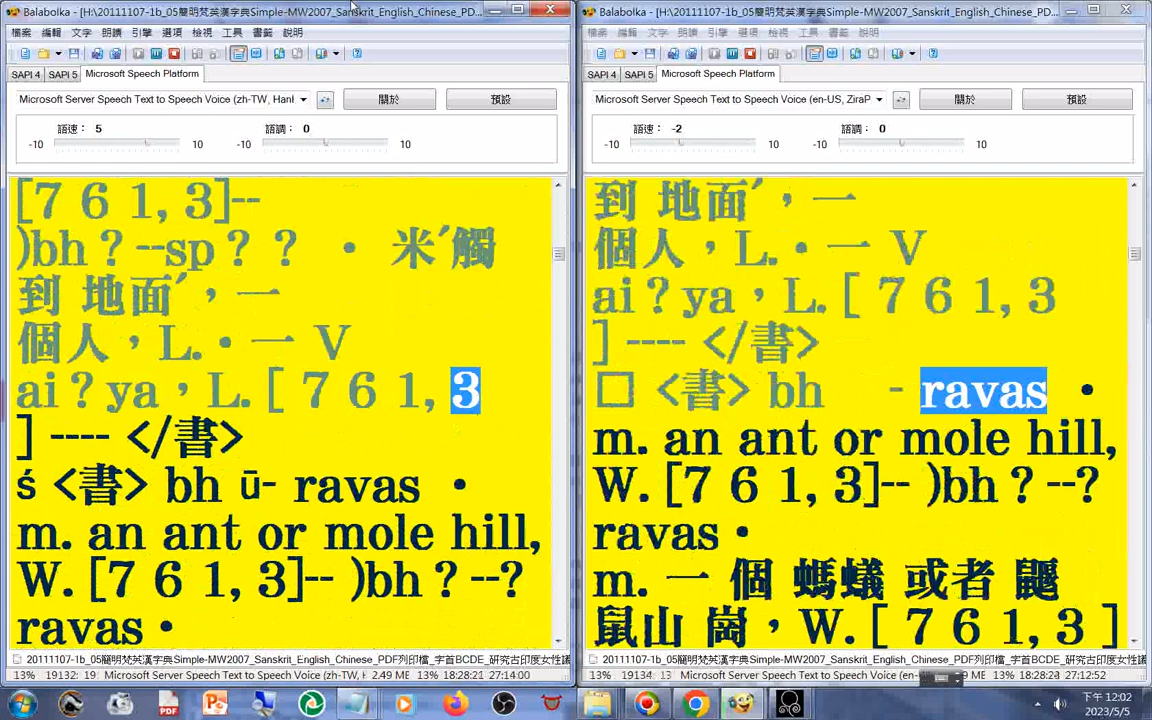 Balabolka - [H:\20111107-1b_05簡明梵英漢字典Simple-MW2007_Sanskrit_English_Chinese_PD...
檔案 編輯 文字 朗讀 引擎 選項 檢視 工具 書籤 說明
SAPI 4 SAPI 5 Microsoft Speech Platform
Microsoft Server Speech Text to Speech Voice (zh-TW, Hanl
關於 預設
語速： 5 語調： 0
-10 10 -10 10
[7 6 1, 3]--
)bh ? --sp ? ? • 米ˊ觸
到 地面ˊ，一
個人，L.•一 V
ai ? ya，L. [ 7 6 1, 3
] ---- </書>
ś <書> bh ū- ravas •
m. an ant or mole hill,
W. [7 6 1, 3]-- )bh ? --?
ravas •
20111107-1b_05簡明梵英漢字典Simple-MW2007_Sanskrit_English_Chinese_PDF列印檔_字首BCDE_研究古印度女性議
13% 19132: 19 Microsoft Server Speech Text to Speech Voice (zh-TW, H 2.49 MB 13% 18:28:21 27:14:00
Balabolka - [H:\20111107-1b_05簡明梵英漢字典Simple-MW2007_Sanskrit_English_Chinese_PD...
檔案 編輯 文字 朗讀 引擎 選項 檢視 工具 書籤 說明
SAPI 4 SAPI 5 Microsoft Speech Platform
Microsoft Server Speech Text to Speech Voice (en-US, ZiraP
關於 預設
語速： -2 語調： 0
-10 10 -10 10
到 地面ˊ，一
個人，L.•一 V
ai ? ya，L. [ 7 6 1, 3
] ---- </書>
□ <書> bh - ravas •
m. an ant or mole hill,
W. [7 6 1, 3]-- )bh ? --?
ravas •
m. 一 個 螞蟻 或者 鼴
鼠山 崗，W. [ 7 6 1, 3 ]
20111107-1b_05簡明梵英漢字典Simple-MW2007_Sanskrit_English_Chinese_PDF列印檔_字首BCDE_研究古印度女性議
13% 19134: Microsoft Server Speech Text to Speech Voice (en-US, Zi 13% 18:28:24 27:12:52
下午 12:02
2023/5/5